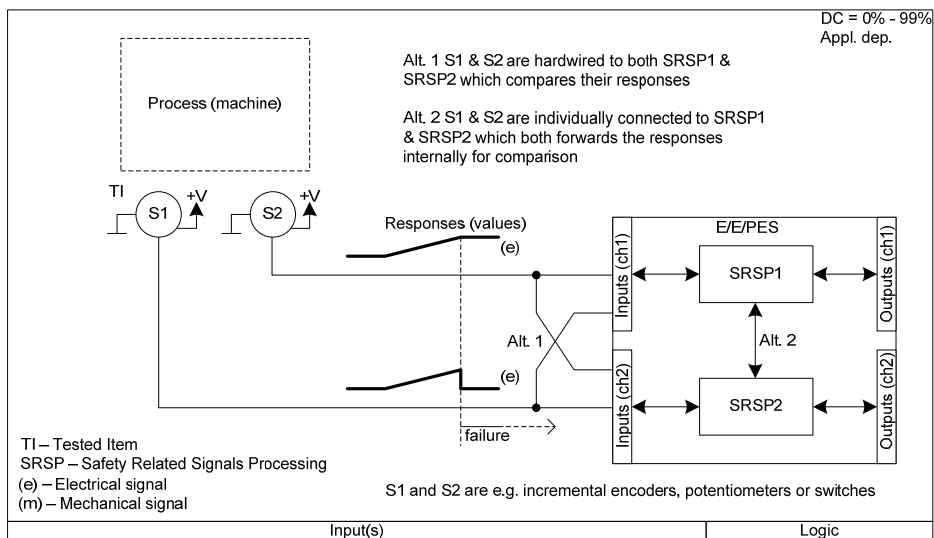 DC = 0% - 99%
Appl. dep.
Alt. 1 S1 & S2 are hardwired to both SRSP1 &
SRSP2 which compares their responses
Process (machine)
Alt. 2 S1 & S2 are individually connected to SRSP1
& SRSP2 which both forwards the responses
internally for comparison
TI
S1
+V
S2
+V
Responses (values)
(e)
E/E/PES
Inputs (ch1)
SRSP1
Outputs (ch1)
Alt. 1
Alt. 2
(e)
Inputs (ch2)
SRSP2
Outputs (ch2)
failure
TI – Tested Item
SRSP – Safety Related Signals Processing
(e) – Electrical signal
(m) – Mechanical signal
S1 and S2 are e.g. incremental encoders, potentiometers or switches
Input(s)
Logic